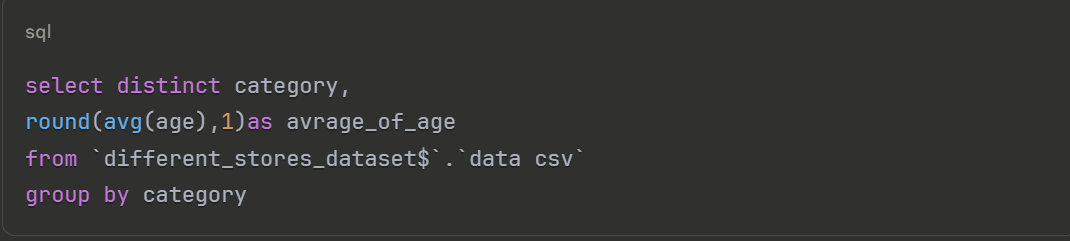 sql
select distinct category,
round(avg(age),1)as avrage_of_age
from `different_stores_dataset$`.`data csv`
group by category